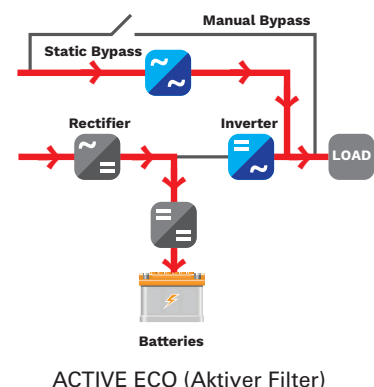 Manual Bypass
Static Bypass
Rectifier
Inverter
LOAD
Batteries
ACTIVE ECO (Aktiver Filter)